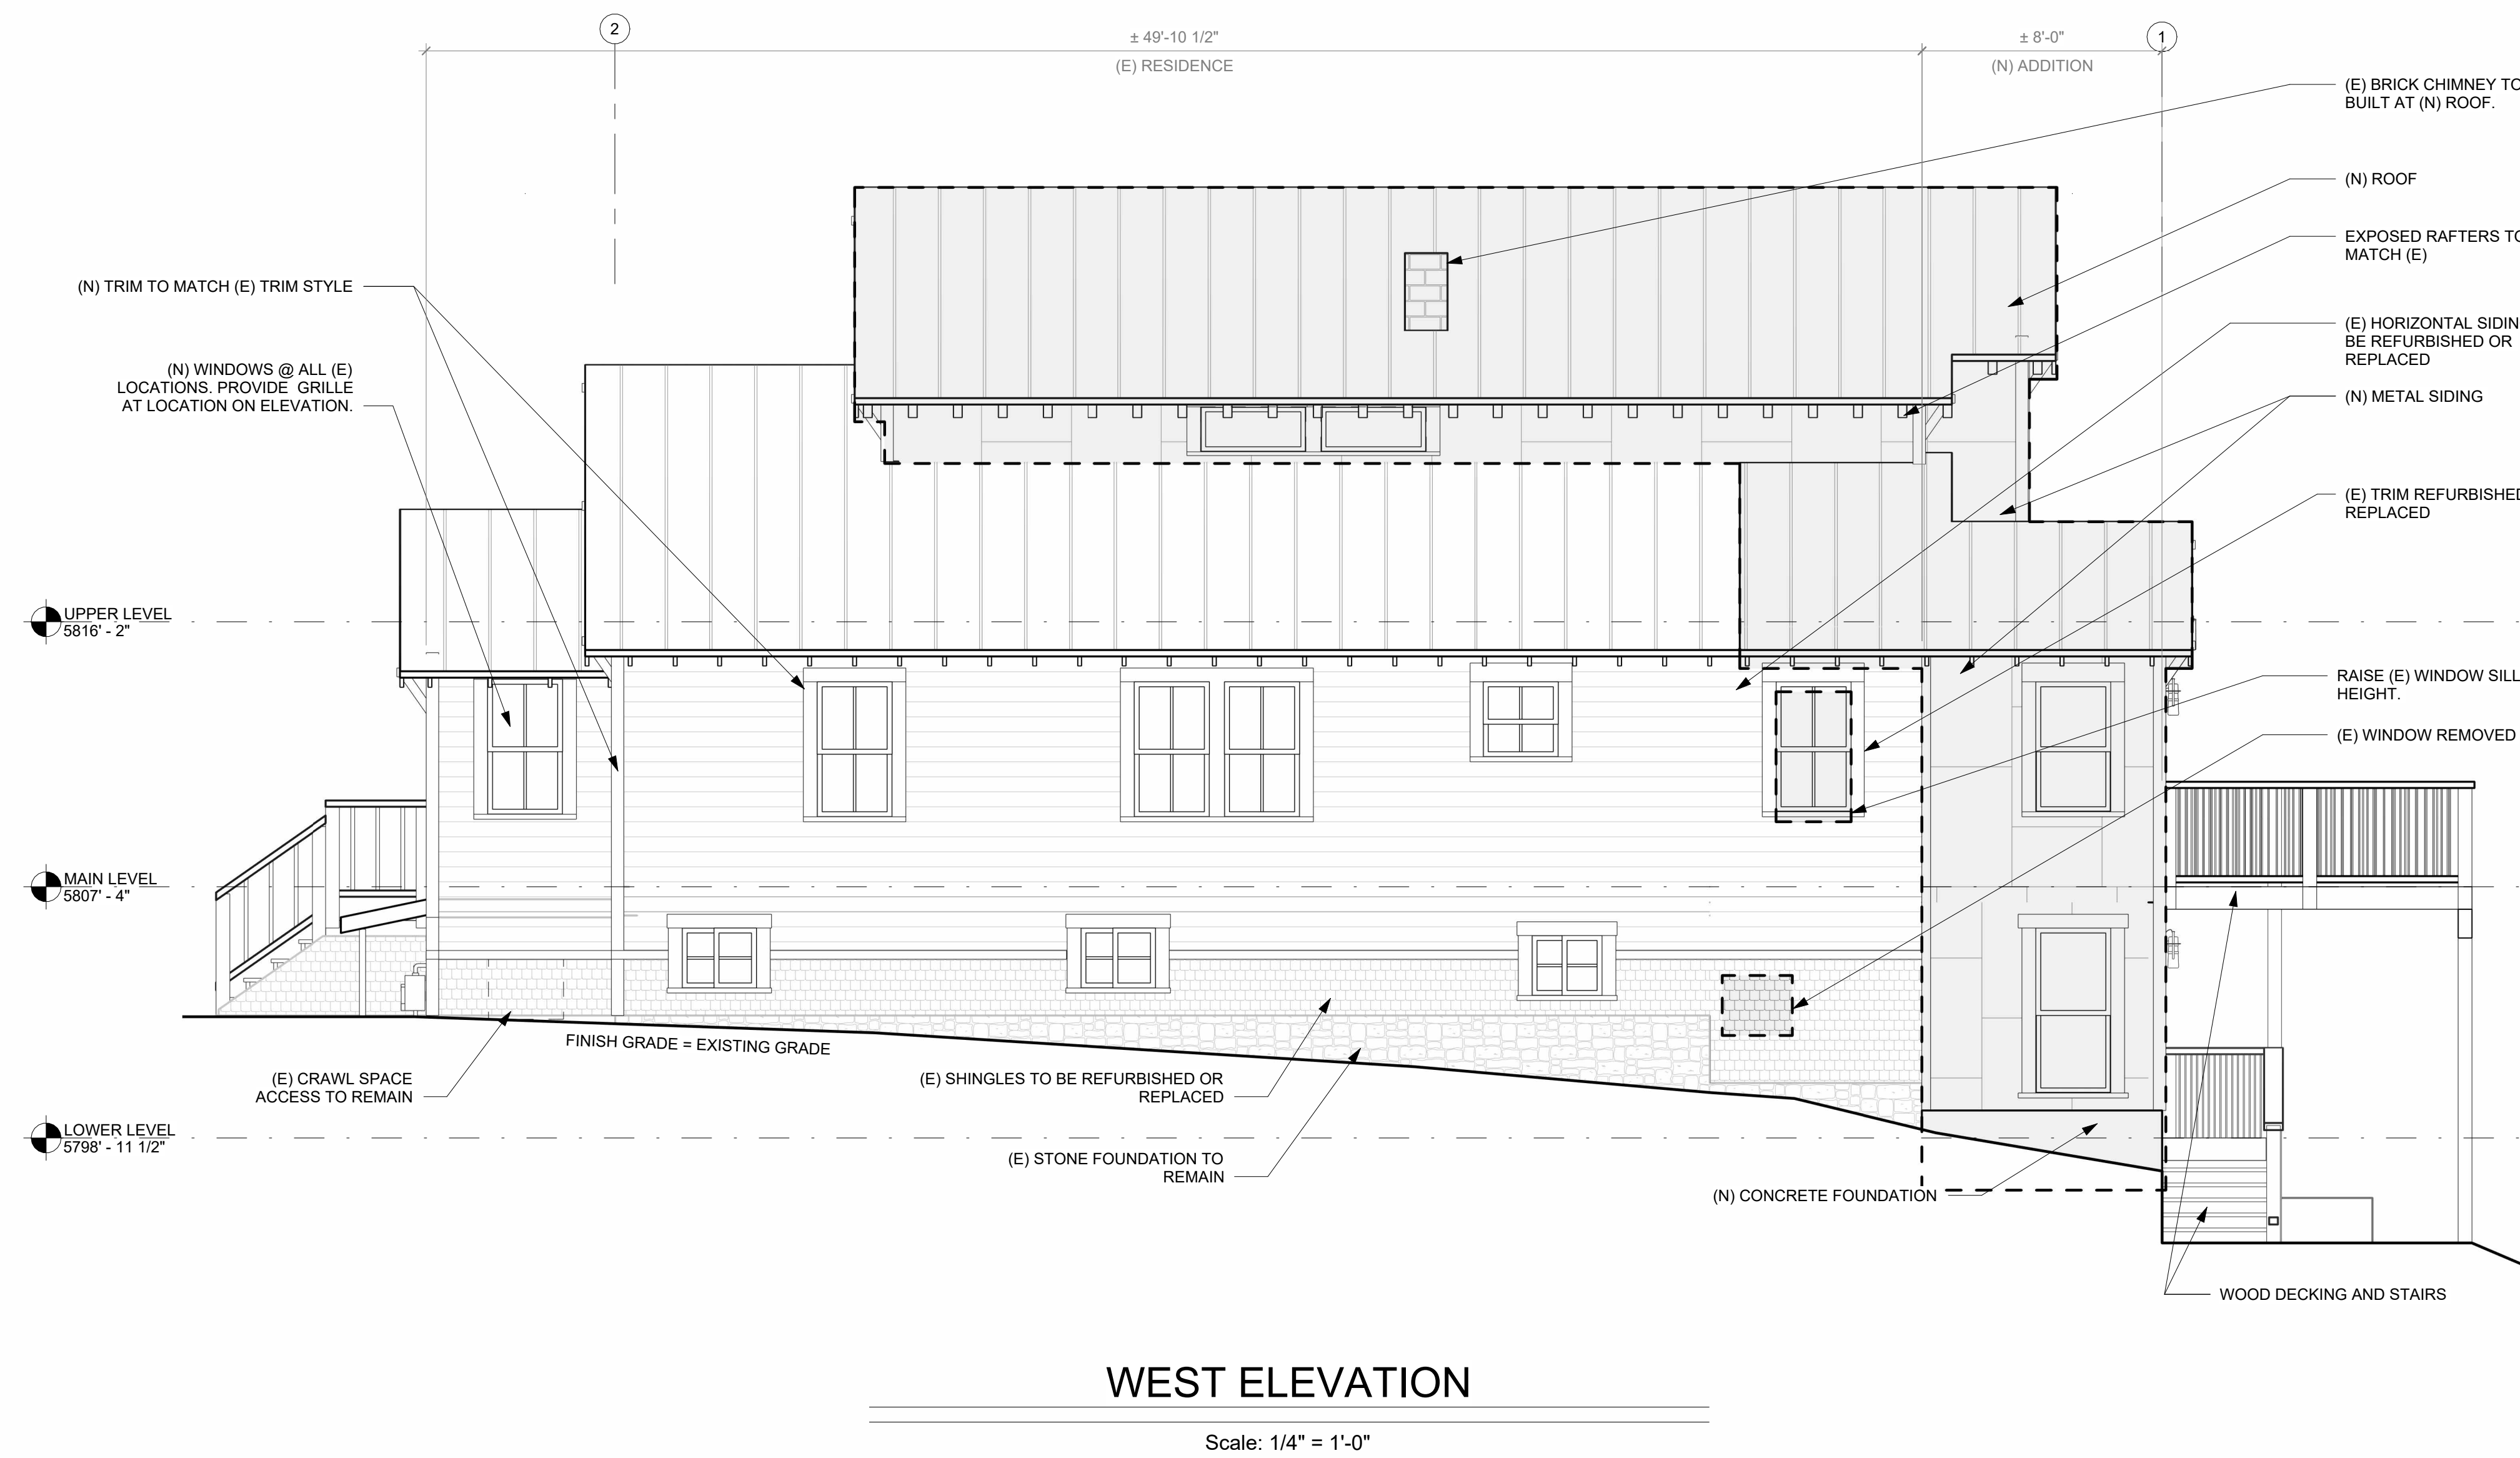 2
± 49'-10 1/2"
(E) RESIDENCE
± 8'-0"
(N) ADDITION
1
(E) BRICK CHIMNEY TO
BUILT AT (N) ROOF.
(N) ROOF
EXPOSED RAFTERS TO
MATCH (E)
(E) HORIZONTAL SIDIN
BE REFURBISHED OR
REPLACED
(N) METAL SIDING
(E) TRIM REFURBISHED
REPLACED
RAISE (E) WINDOW SILL
HEIGHT.
(E) WINDOW REMOVED
(N) TRIM TO MATCH (E) TRIM STYLE
(N) WINDOWS @ ALL (E)
LOCATIONS. PROVIDE GRILLE
AT LOCATION ON ELEVATION.
UPPER LEVEL
5816' - 2"
MAIN LEVEL
5807' - 4"
LOWER LEVEL
5798' - 11 1/2"
FINISH GRADE = EXISTING GRADE
(E) CRAWL SPACE
ACCESS TO REMAIN
(E) SHINGLES TO BE REFURBISHED OR
REPLACED
(E) STONE FOUNDATION TO
REMAIN
(N) CONCRETE FOUNDATION
WOOD DECKING AND STAIRS
WEST ELEVATION
Scale: 1/4" = 1'-0"